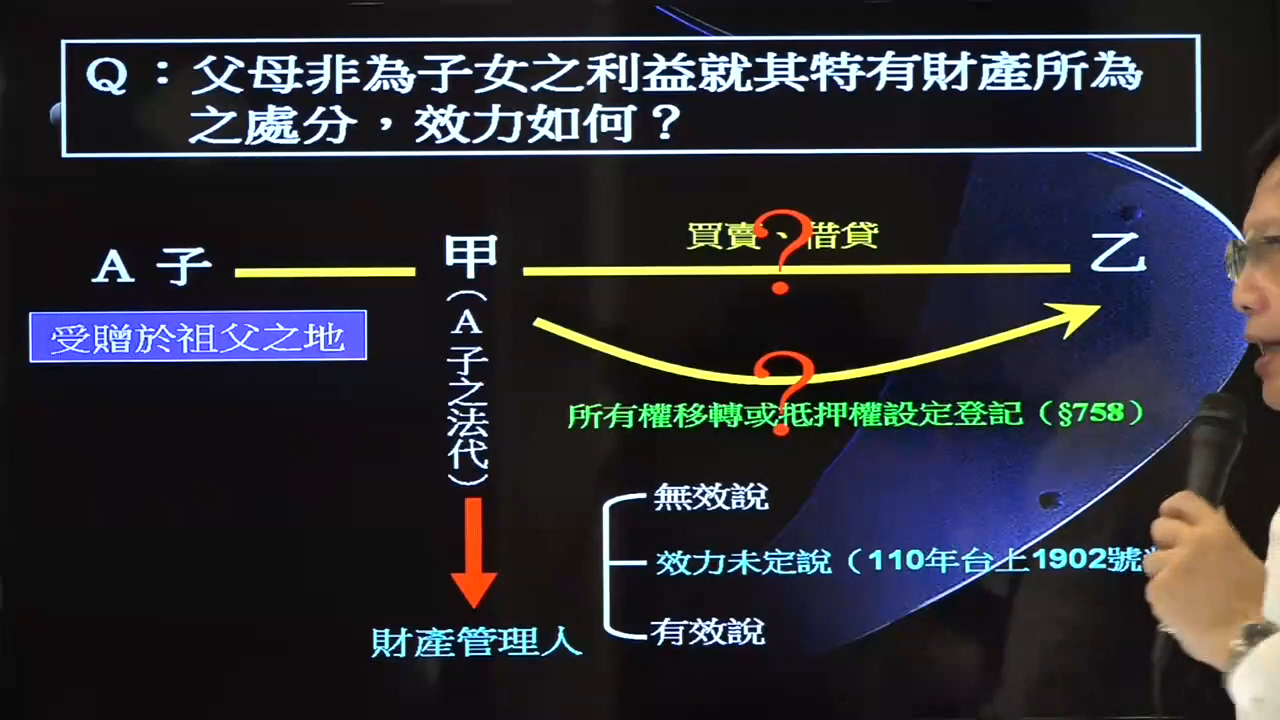 Q：父母非為子女之利益就其特有財產所為
之處分，效力如何？
買賣、借貸
?
A 子
甲
乙
（A子之法代）
受贈於祖父之地
?
所有權移轉或抵押權設定登記（§758）
無效說
效力未定說（110年台上1902號
有效說
財產管理人